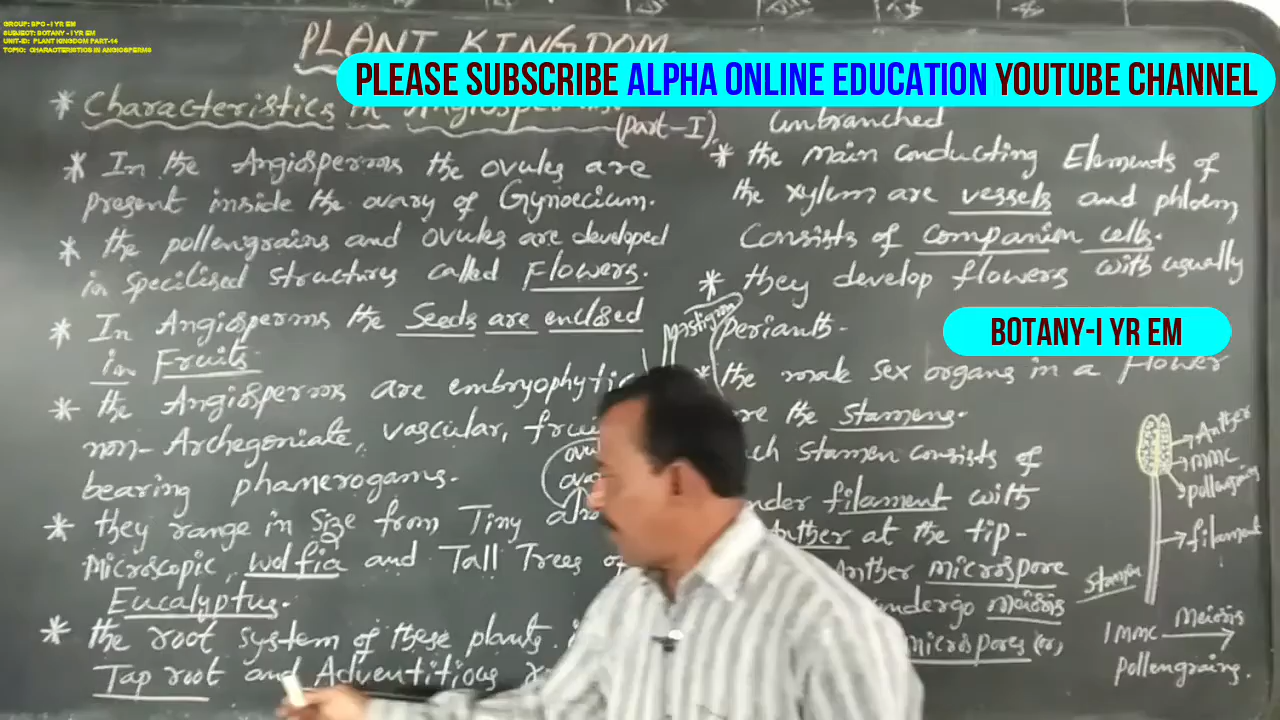 GROUP: BPC - I YR EM
SUBJECT: BOTANY - I YR EM
UNIT-III: PLANT KINGDOM PART-14
TOPIC: CHARACTERISTICS IN ANGIOSPERMS
PLANT KINGDOM
PLEASE SUBSCRIBE ALPHA ONLINE EDUCATION YOUTUBE CHANNEL
* Characteristics in Angiosperms
(Part-I)
* In the Angiosperms the ovules are
present inside the ovary of Gynoecium.
* the pollengrains and ovules are developed
in specilised structures called Flowers.
* In Angiosperms the Seeds are enclosed
in Fruits.
* the Angiosperms are embryophytic
non-Archegoniate, vascular, fruit
bearing phanerogams.
* they range in Size from Tiny
Microscopic, wolfia and Tall Trees of
Eucalyptus.
* the root system of these plants
Tap root and Adventitious
unbranched
* the main conducting Elements of
the xylem are vessels and phloem
Consists of companion cells.
* they develop flowers with usually
perianth.
BOTANY-I YR EM
* the male sex organs in a flower
are the stamens.
each stamen consists of
filament with
Anther at the tip.
Anther microspore
undergo meiosis
microspores (or)
Anther
MMC
pollengrains
filament
Stamen
1 MMC Meiosis
pollengrains.